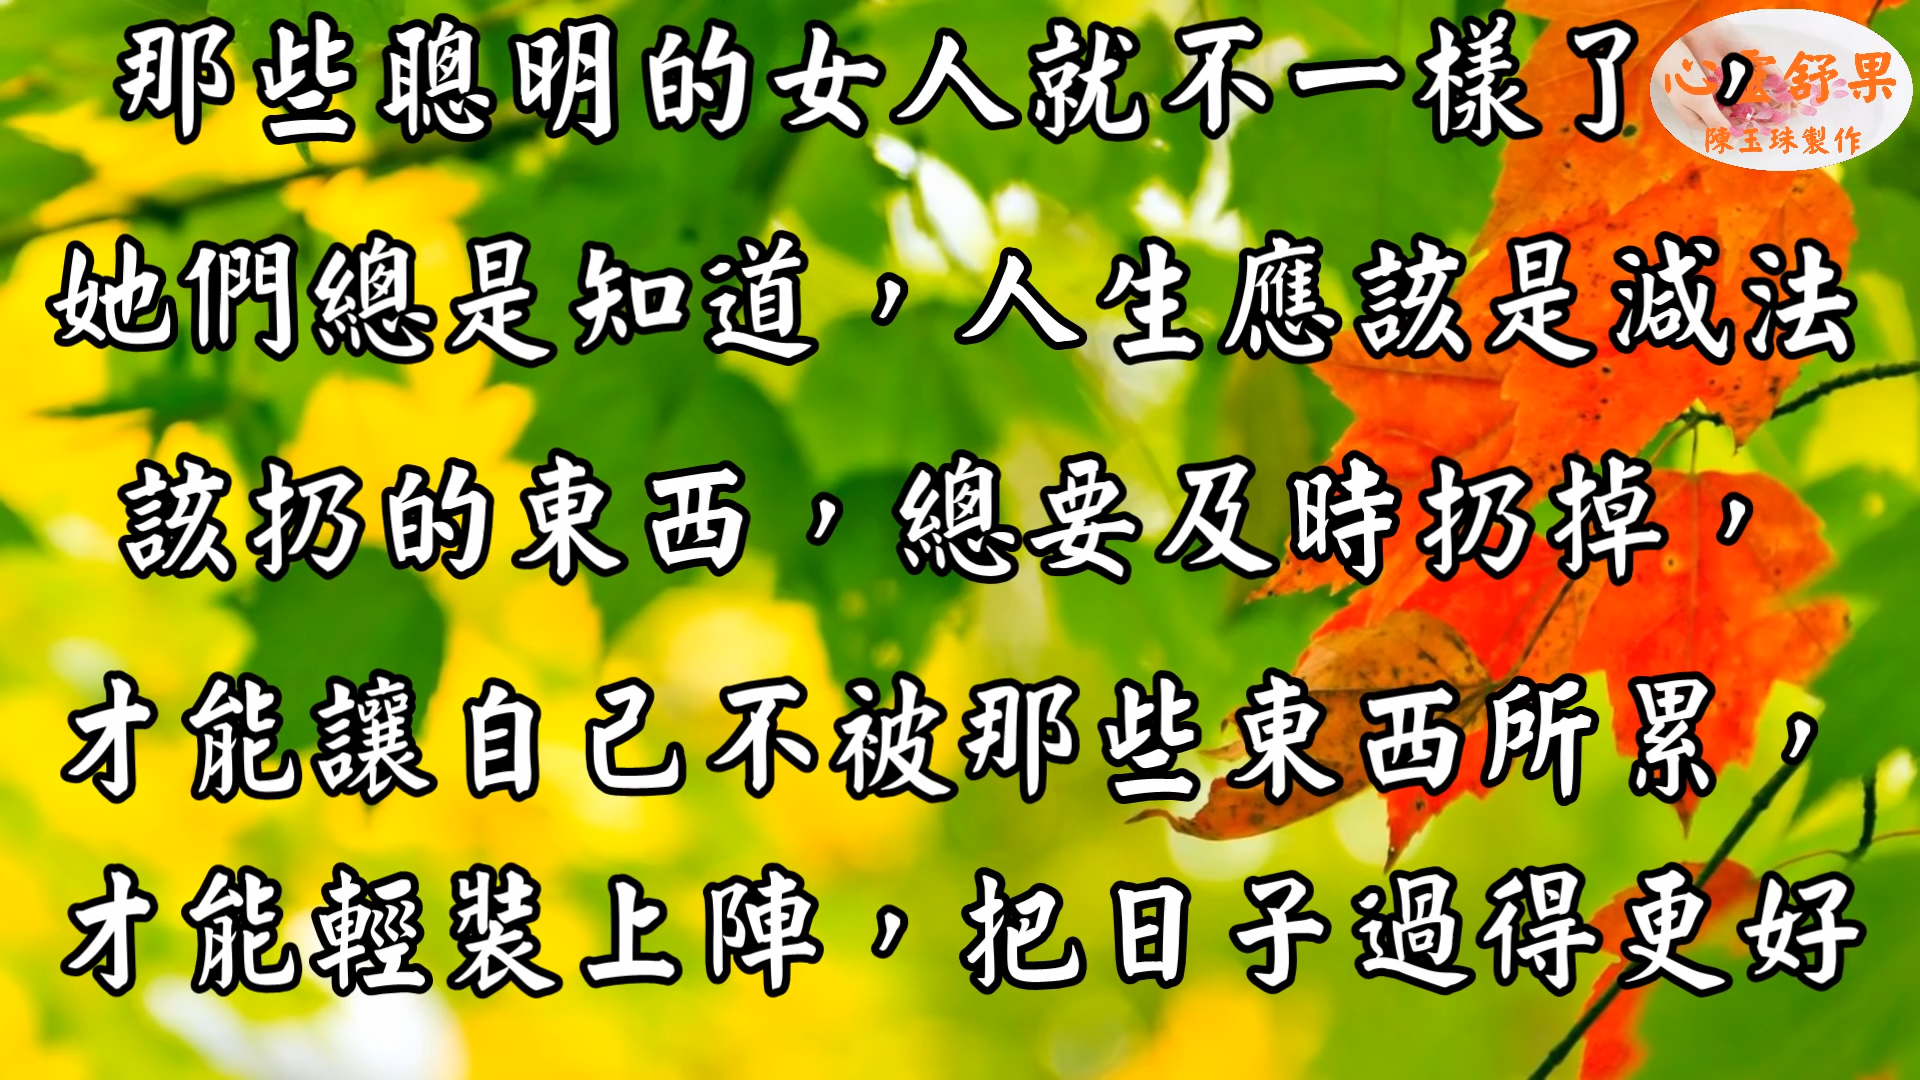 那些聰明的女人就不一樣了，
她們總是知道，人生應該是減法
該扔的東西，總要及時扔掉，
才能讓自己不被那些東西所累，
才能輕裝上陣，把日子過得更好
心靈舒果
陳玉珠製作